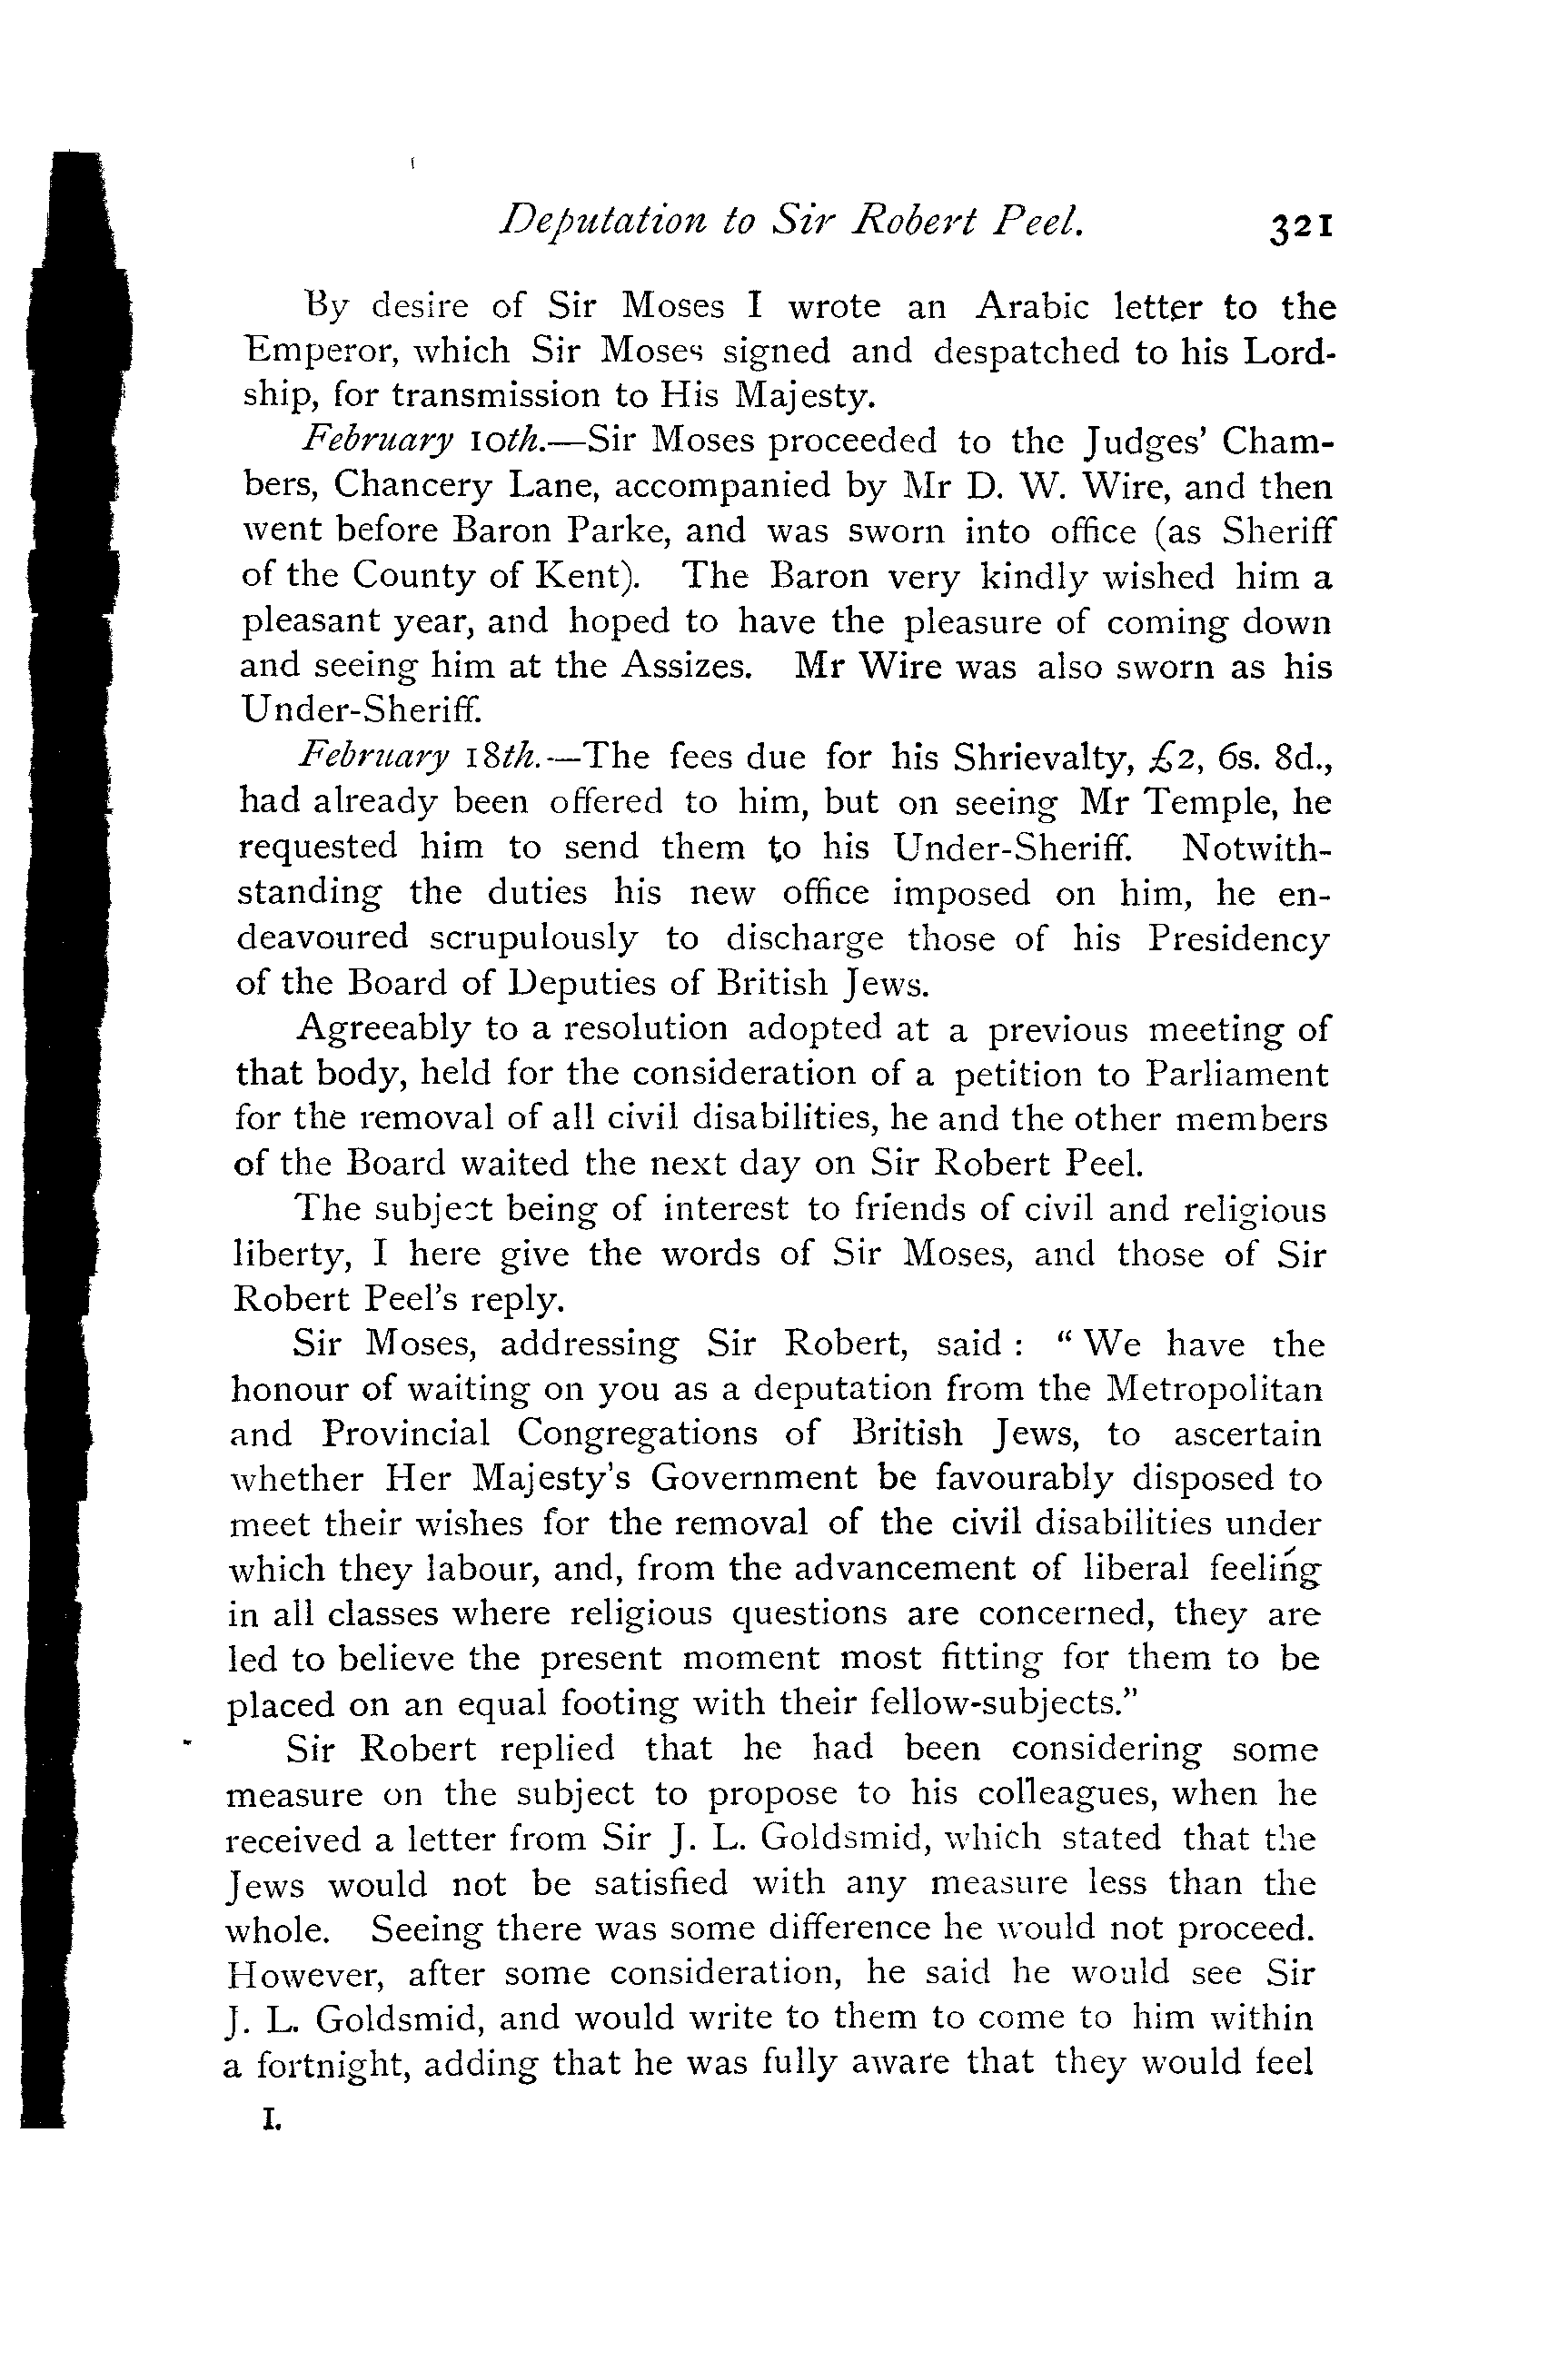 Deputation to Sir Robert Peel. 321
By desire of Sir Moses I wrote an Arabic letter to the
Emperor, which Sir Moses signed and despatched to his Lord-
ship, for transmission to His Majesty.
February 10th.—Sir Moses proceeded to the Judges' Cham-
bers, Chancery Lane, accompanied by Mr D. W. Wire, and then
went before Baron Parke, and was sworn into office (as Sheriff
of the County of Kent). The Baron very kindly wished him a
pleasant year, and hoped to have the pleasure of coming down
and seeing him at the Assizes. Mr Wire was also sworn as his
Under-Sheriff.
February 18th.—The fees due for his Shrievalty, £2, 6s. 8d.,
had already been offered to him, but on seeing Mr Temple, he
requested him to send them to his Under-Sheriff. Notwith-
standing the duties his new office imposed on him, he en-
deavoured scrupulously to discharge those of his Presidency
of the Board of Deputies of British Jews.
Agreeably to a resolution adopted at a previous meeting of
that body, held for the consideration of a petition to Parliament
for the removal of all civil disabilities, he and the other members
of the Board waited the next day on Sir Robert Peel.
The subject being of interest to friends of civil and religious
liberty, I here give the words of Sir Moses, and those of Sir
Robert Peel's reply.
Sir Moses, addressing Sir Robert, said : “ We have the
honour of waiting on you as a deputation from the Metropolitan
and Provincial Congregations of British Jews, to ascertain
whether Her Majesty's Government be favourably disposed to
meet their wishes for the removal of the civil disabilities under
which they labour, and, from the advancement of liberal feeling
in all classes where religious questions are concerned, they are
led to believe the present moment most fitting for them to be
placed on an equal footing with their fellow-subjects.”
Sir Robert replied that he had been considering some
measure on the subject to propose to his colleagues, when he
received a letter from Sir J. L. Goldsmid, which stated that the
Jews would not be satisfied with any measure less than the
whole. Seeing there was some difference he would not proceed.
However, after some consideration, he said he would see Sir
J. L. Goldsmid, and would write to them to come to him within
a fortnight, adding that he was fully aware that they would feel
I.